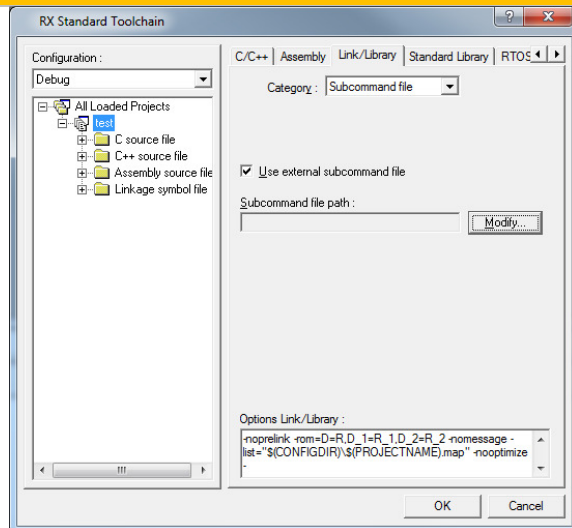 RX Standard Toolchain
Configuration :
Debug
All Loaded Projects
test
C source file
C++ source file
Assembly source file
Linkage symbol file
C/C++ Assembly Link/Library Standard Library RTOS
Category : Subcommand file
Use external subcommand file
Subcommand file path :
Modify...
Options Link/Library :
-noprelink -rom=D=R,D_1=R_1,D_2=R_2 -nomessage -
list="$(CONFIGDIR)\$(PROJECTNAME).map" -nooptimize
-
OK Cancel